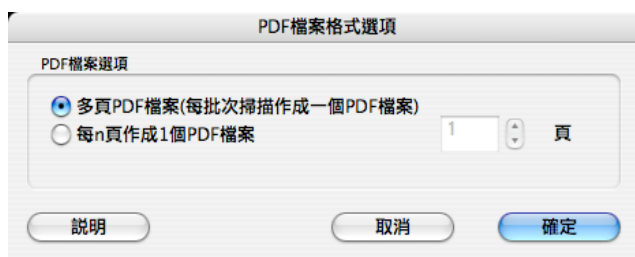 PDF檔案格式選項
PDF檔案選項
多頁PDF檔案(每批次掃描作成一個PDF檔案)
每n頁作成1個PDF檔案 1 頁
說明 取消 確定